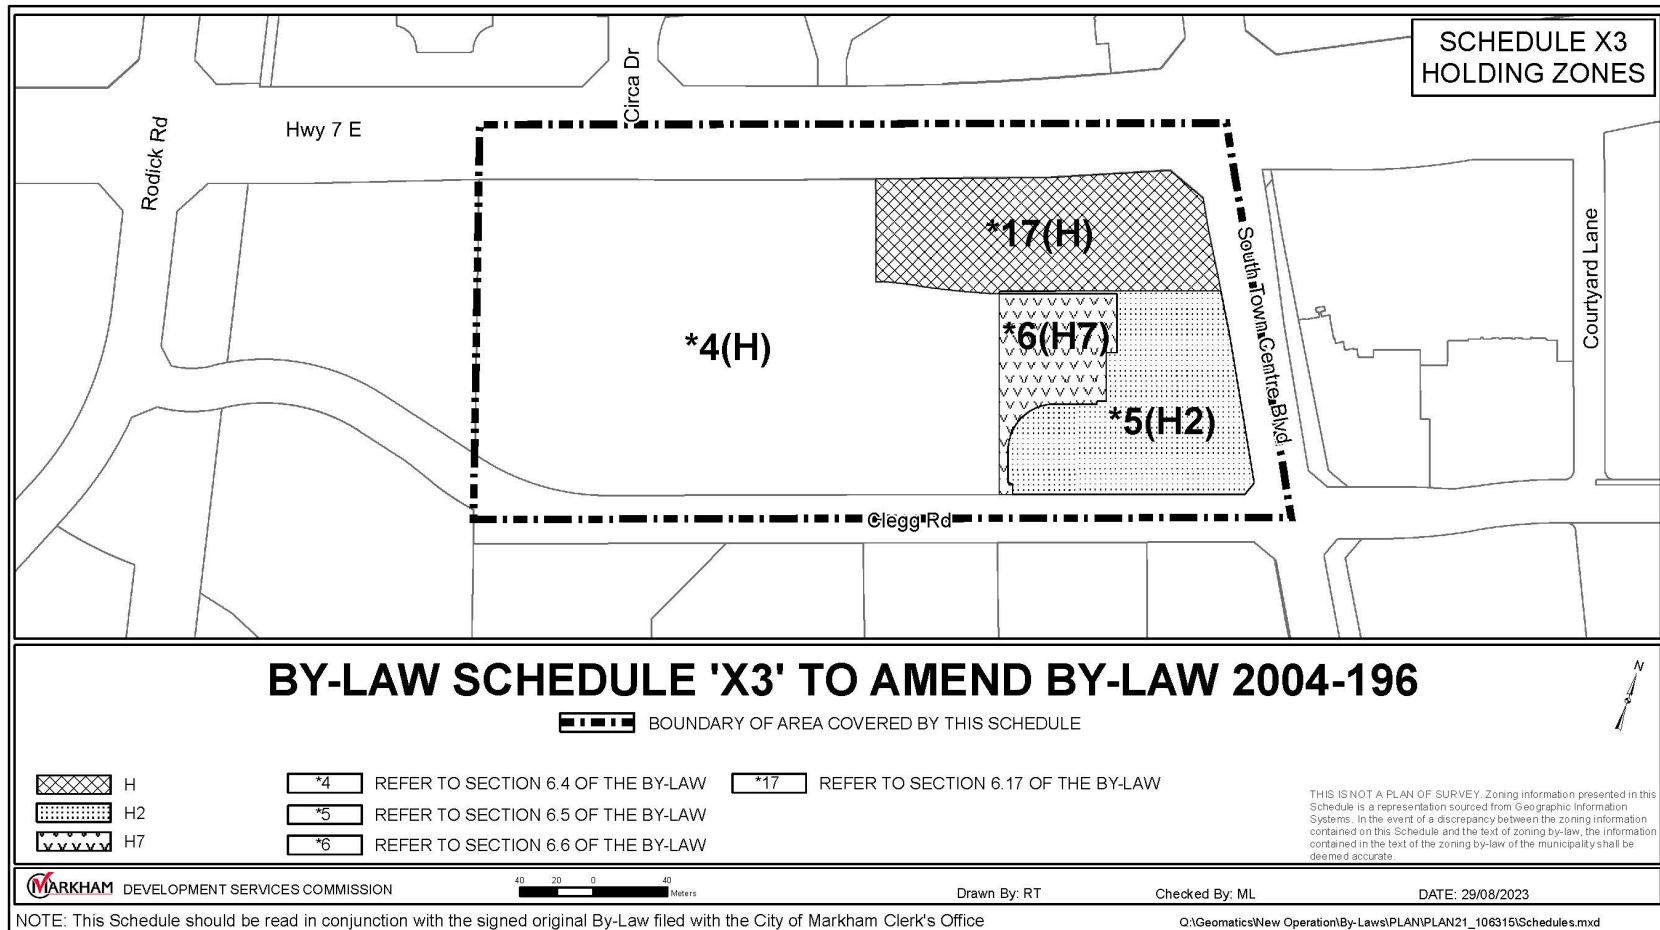 SCHEDULE X3
HOLDING ZONES
Circa Dr
Hwy 7 E
Rodick Rd
*17(H)
South Town Centre Blvd
Courtyard Lane
*4(H)
*6(H7)
*5(H2)
Clegg Rd
BY-LAW SCHEDULE 'X3' TO AMEND BY-LAW 2004-196
N
BOUNDARY OF AREA COVERED BY THIS SCHEDULE
H
*4 REFER TO SECTION 6.4 OF THE BY-LAW
*17 REFER TO SECTION 6.17 OF THE BY-LAW
H2
*5 REFER TO SECTION 6.5 OF THE BY-LAW
H7
*6 REFER TO SECTION 6.6 OF THE BY-LAW
THIS IS NOT A PLAN OF SURVEY. Zoning information presented in this
Schedule is a representation sourced from Geographic Information
Systems. In the event of a discrepancy between the zoning information
contained on this Schedule and the text of zoning by-law, the information
contained in the text of the zoning by-law of the municipality shall be
deemed accurate.
MARKHAM DEVELOPMENT SERVICES COMMISSION
40 20 0 40
Meters
Drawn By: RT
Checked By: ML
DATE: 29/08/2023
NOTE: This Schedule should be read in conjunction with the signed original By-Law filed with the City of Markham Clerk's Office
Q:\Geomatics\New Operation\By-Laws\PLAN\PLAN21_106315\Schedules.mxd